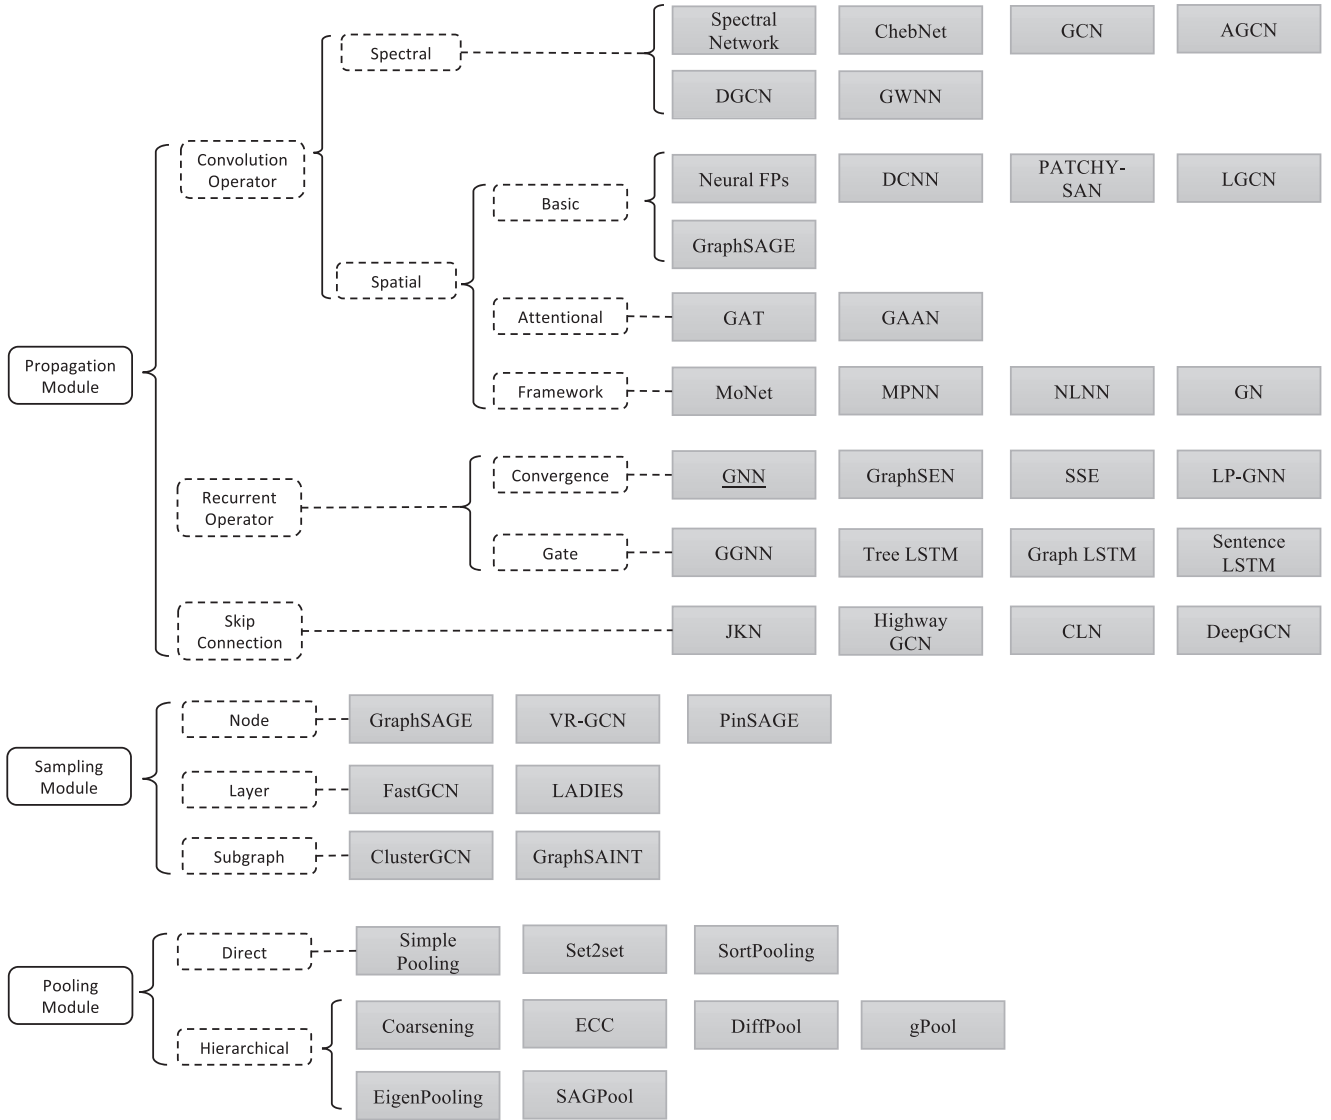 Spectral
Network
ChebNet
GCN
AGCN
Spectral
DGCN
GWNN
Convolution
Operator
Neural FPs
DCNN
PATCHY-
SAN
LGCN
Basic
GraphSAGE
Spatial
Attentional
GAT
GAAN
Propagation
Module
Framework
MoNet
MPNN
NLNN
GN
Convergence
GNN
GraphSEN
SSE
LP-GNN
Recurrent
Operator
Gate
GGNN
Tree LSTM
Graph LSTM
Sentence
LSTM
Skip
Connection
JKN
Highway
GCN
CLN
DeepGCN
Node
GraphSAGE
VR-GCN
PinSAGE
Sampling
Module
Layer
FastGCN
LADIES
Subgraph
ClusterGCN
GraphSAINT
Direct
Simple
Pooling
Set2set
SortPooling
Pooling
Module
Hierarchical
Coarsening
ECC
DiffPool
gPool
EigenPooling
SAGPool